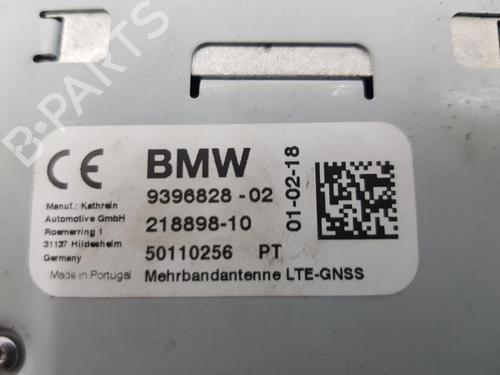 B-PARTS
CE
BMW
9396828-02
218898-10
50110256 PT
Mehrbandantenne LTE-GNSS
01-02-18
Manuf.: Kathrein
Automotive GmbH
Roemerring 1
31137 Hildesheim
Germany
Made in Portugal